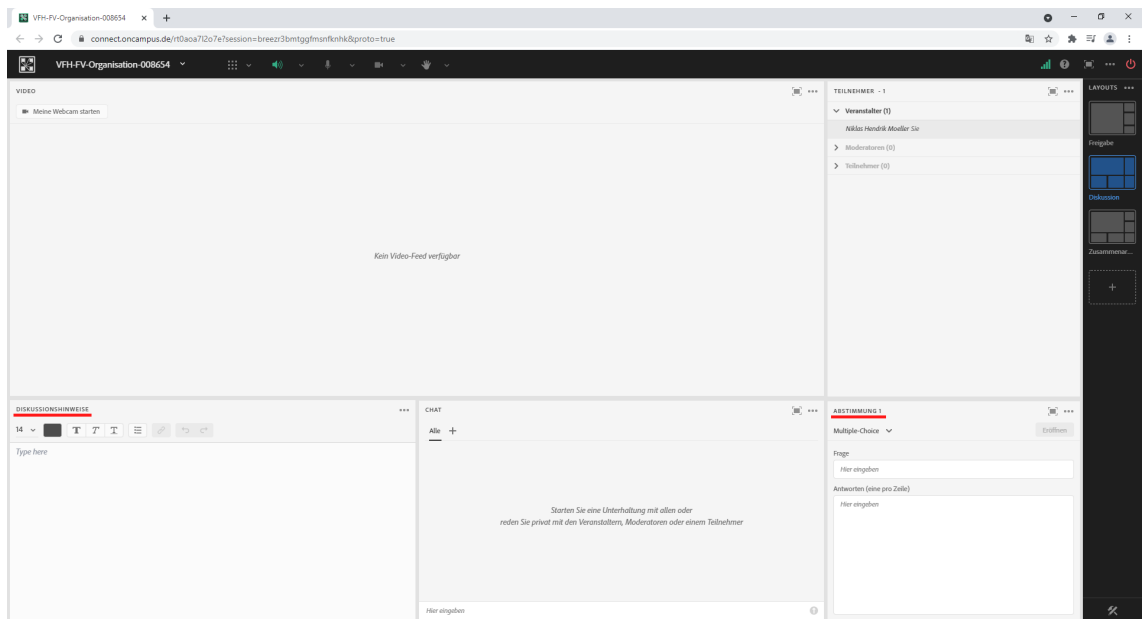 VFH-FV-Organisation-008654
connect.oncampus.de/rt0aoa7l2o7e?session=breezr3bmtggfmsnfknhk&proto=true
VFH-FV-Organisation-008654
VIDEO
Meine Webcam starten
Kein Video-Feed verfügbar
TEILNEHMER - 1
Veranstalter (1)
Niklas Hendrik Moeller Sie
Moderatoren (0)
Teilnehmer (0)
LAYOUTS
Freigabe
Diskussion
Zusammenar...
DISKUSSIONSHINWEISE
14
T T T
Type here
CHAT
Alle
Starten Sie eine Unterhaltung mit allen oder
reden Sie privat mit den Veranstaltern, Moderatoren oder einem Teilnehmer
Hier eingeben
ABSTIMMUNG 1
Multiple-Choice
Eröffnen
Frage
Hier eingeben
Antworten (eine pro Zeile)
Hier eingeben